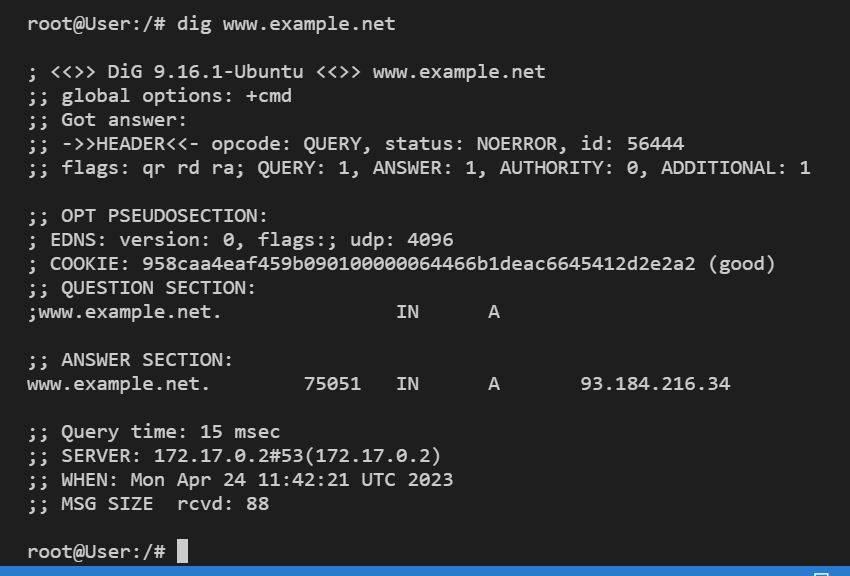 root@User:/# dig www.example.net
; <<>> DiG 9.16.1-Ubuntu <<>> www.example.net
;; global options: +cmd
;; Got answer:
;; ->>HEADER<<- opcode: QUERY, status: NOERROR, id: 56444
;; flags: qr rd ra; QUERY: 1, ANSWER: 1, AUTHORITY: 0, ADDITIONAL: 1
;; OPT PSEUDOSECTION:
; EDNS: version: 0, flags:; udp: 4096
; COOKIE: 958caa4eaf459b090100000064466b1deac6645412d2e2a2 (good)
;; QUESTION SECTION:
;www.example.net. IN A
;; ANSWER SECTION:
www.example.net. 75051 IN A 93.184.216.34
;; Query time: 15 msec
;; SERVER: 172.17.0.2#53(172.17.0.2)
;; WHEN: Mon Apr 24 11:42:21 UTC 2023
;; MSG SIZE  rcvd: 88
root@User:/#